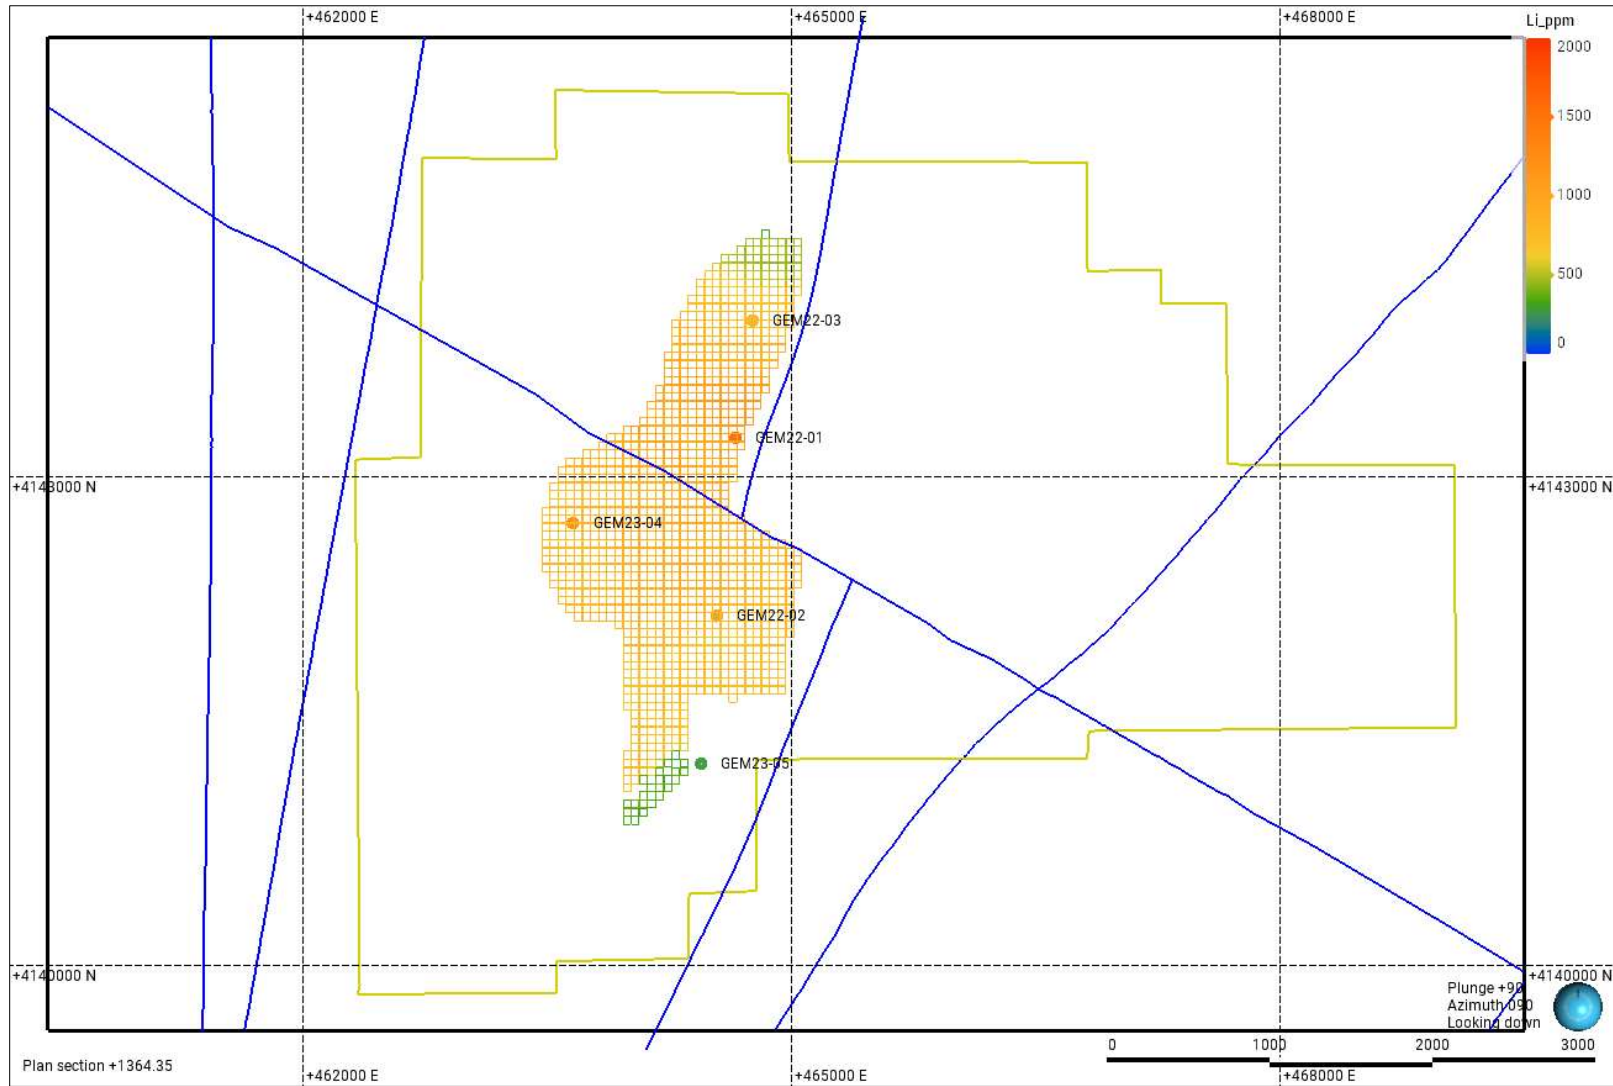 +462000 E
+465000 E
+468000 E
Li_ppm
2000
1500
1000
500
0
GEM22-03
GEM22-01
+4143000 N
+4143000 N
GEM23-04
GEM22-02
GEM23-05
+4140000 N
+4140000 N
Plunge +90
Azimuth 090
Looking down
0
1000
2000
3000
Plan section +1364.35
+462000 E
+465000 E
+468000 E